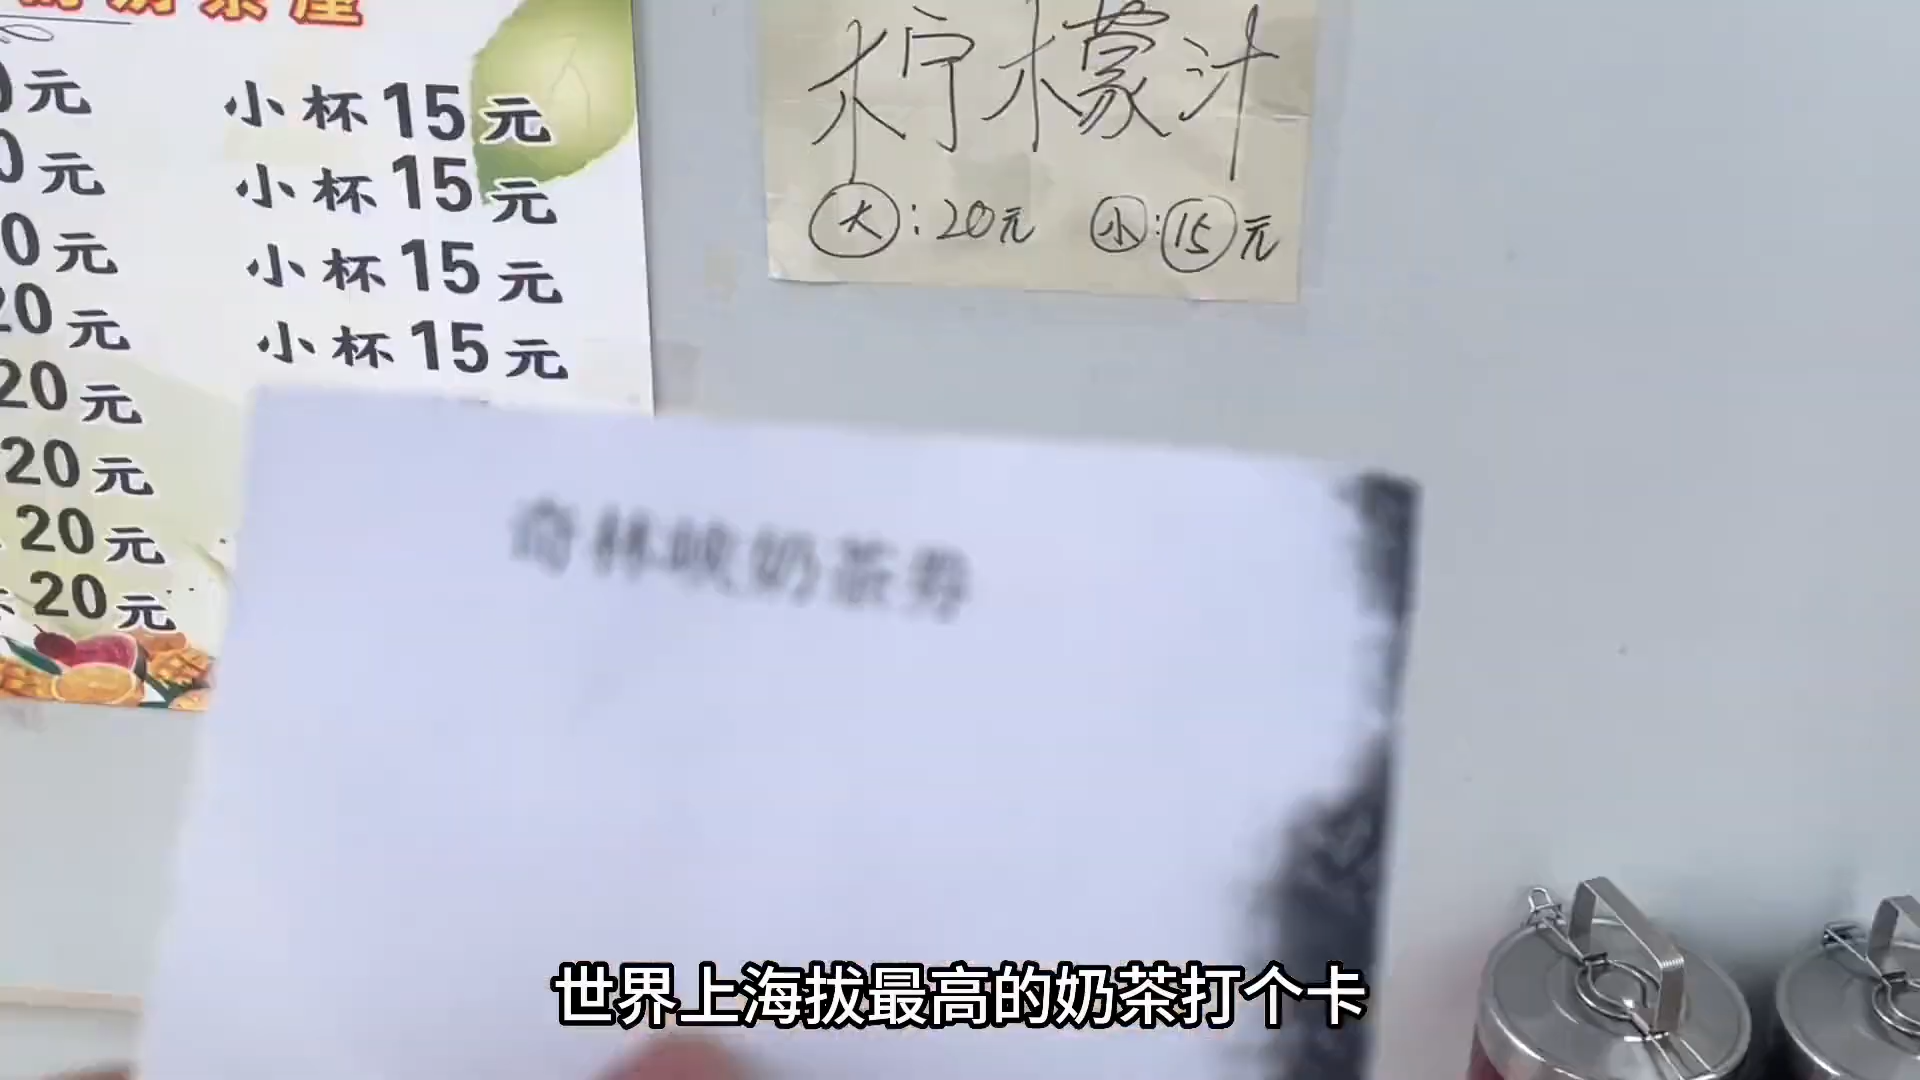 奶茶屋
元 小杯15元
0元 小杯15元
0元 小杯15元
20元 小杯15元
20元
20元
20元
20元
柠檬汁
大:20元 小:15元
奇林峡奶茶券
世界上海拔最高的奶茶打个卡